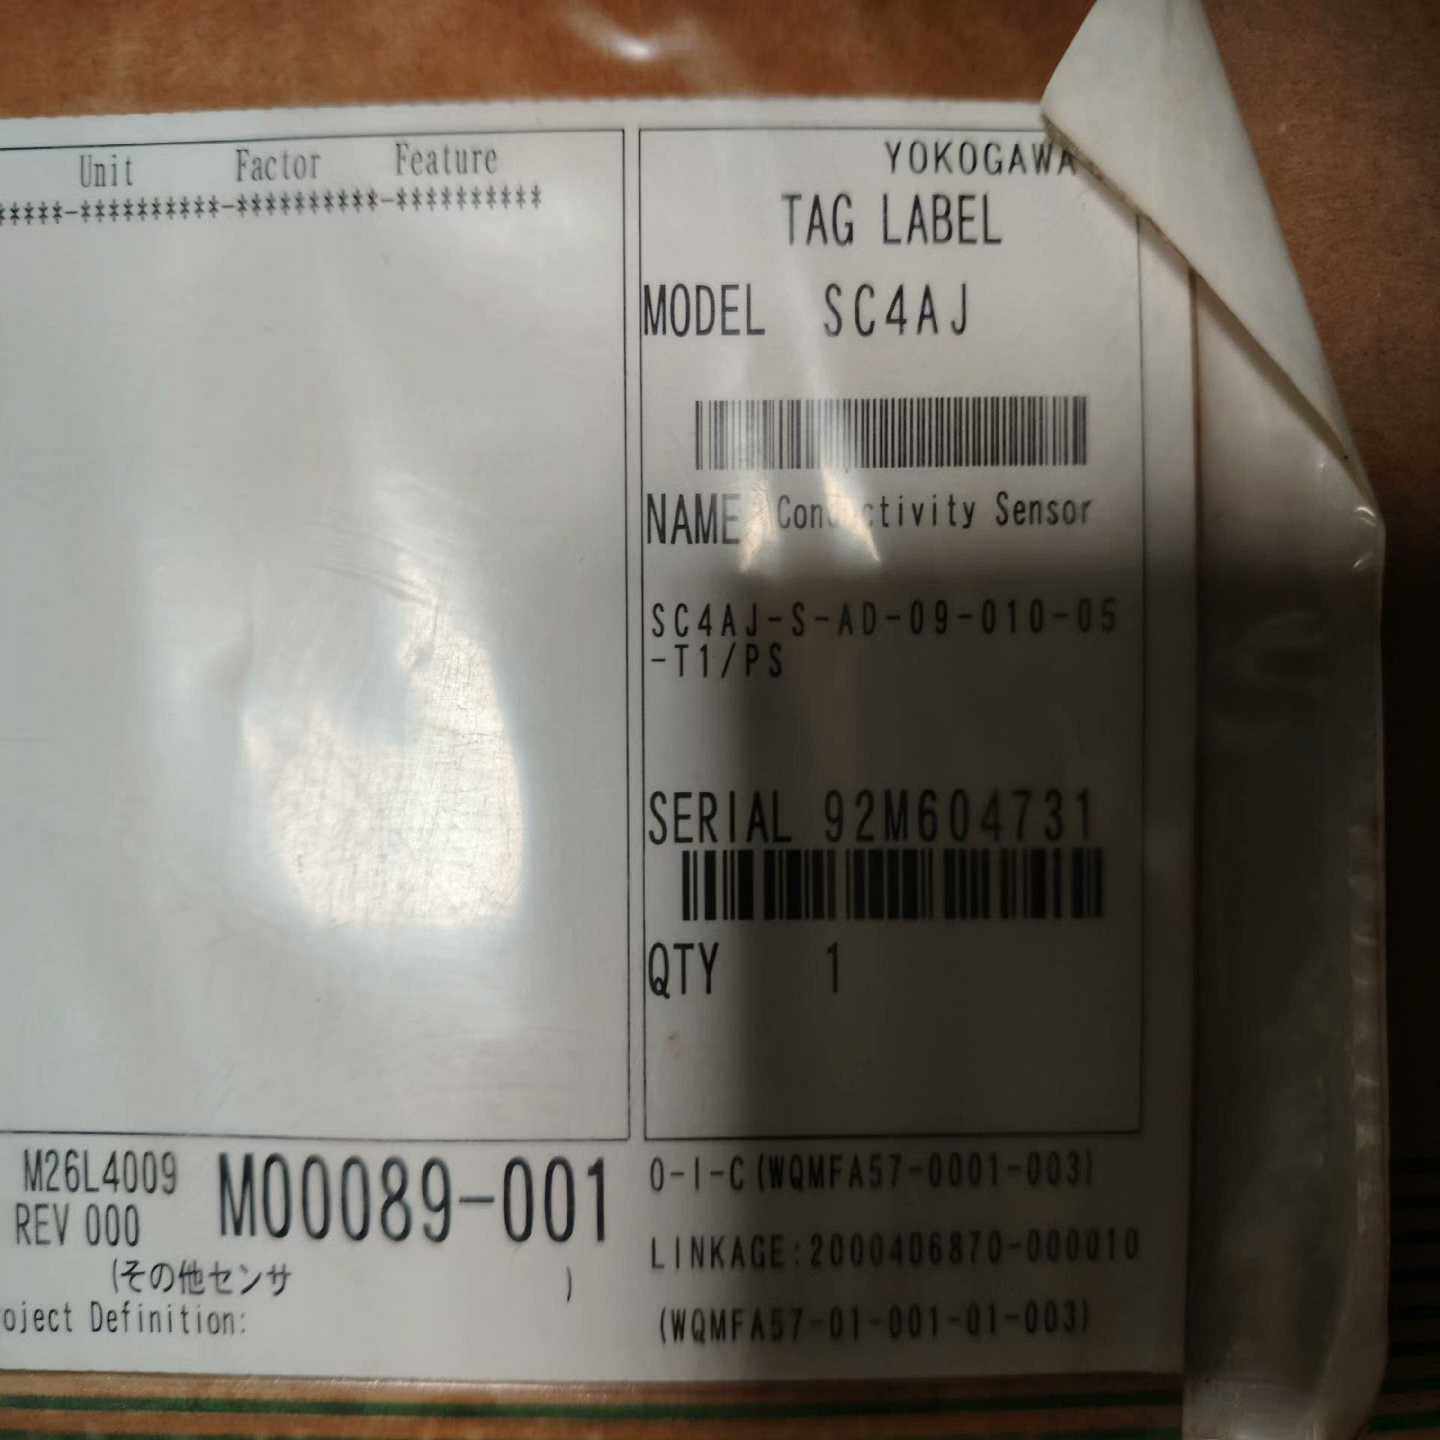 Unit Factor Feature
*****-**********-**********-**********
YOKOGAWA
TAG LABEL
MODEL SC4AJ
NAME Conductivity Sensor
SC4AJ-S-AD-09-010-05
-T1/PS
SERIAL 92M604731
QTY 1
M26L4009
REV 000
M00089-001
(その他センサ )
oject Definition:
O-I-C(WQMFA57-0001-003)
LINKAGE:2000406870-000010
(WQMFA57-01-001-01-003)